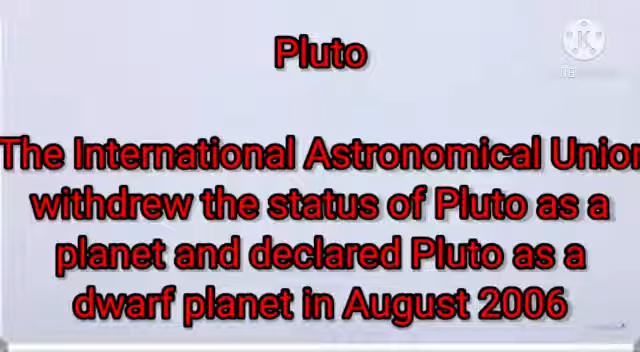 Pluto
The International Astronomical Union
withdrew the status of Pluto as a
planet and declared Pluto as a
dwarf planet in August 2006
K